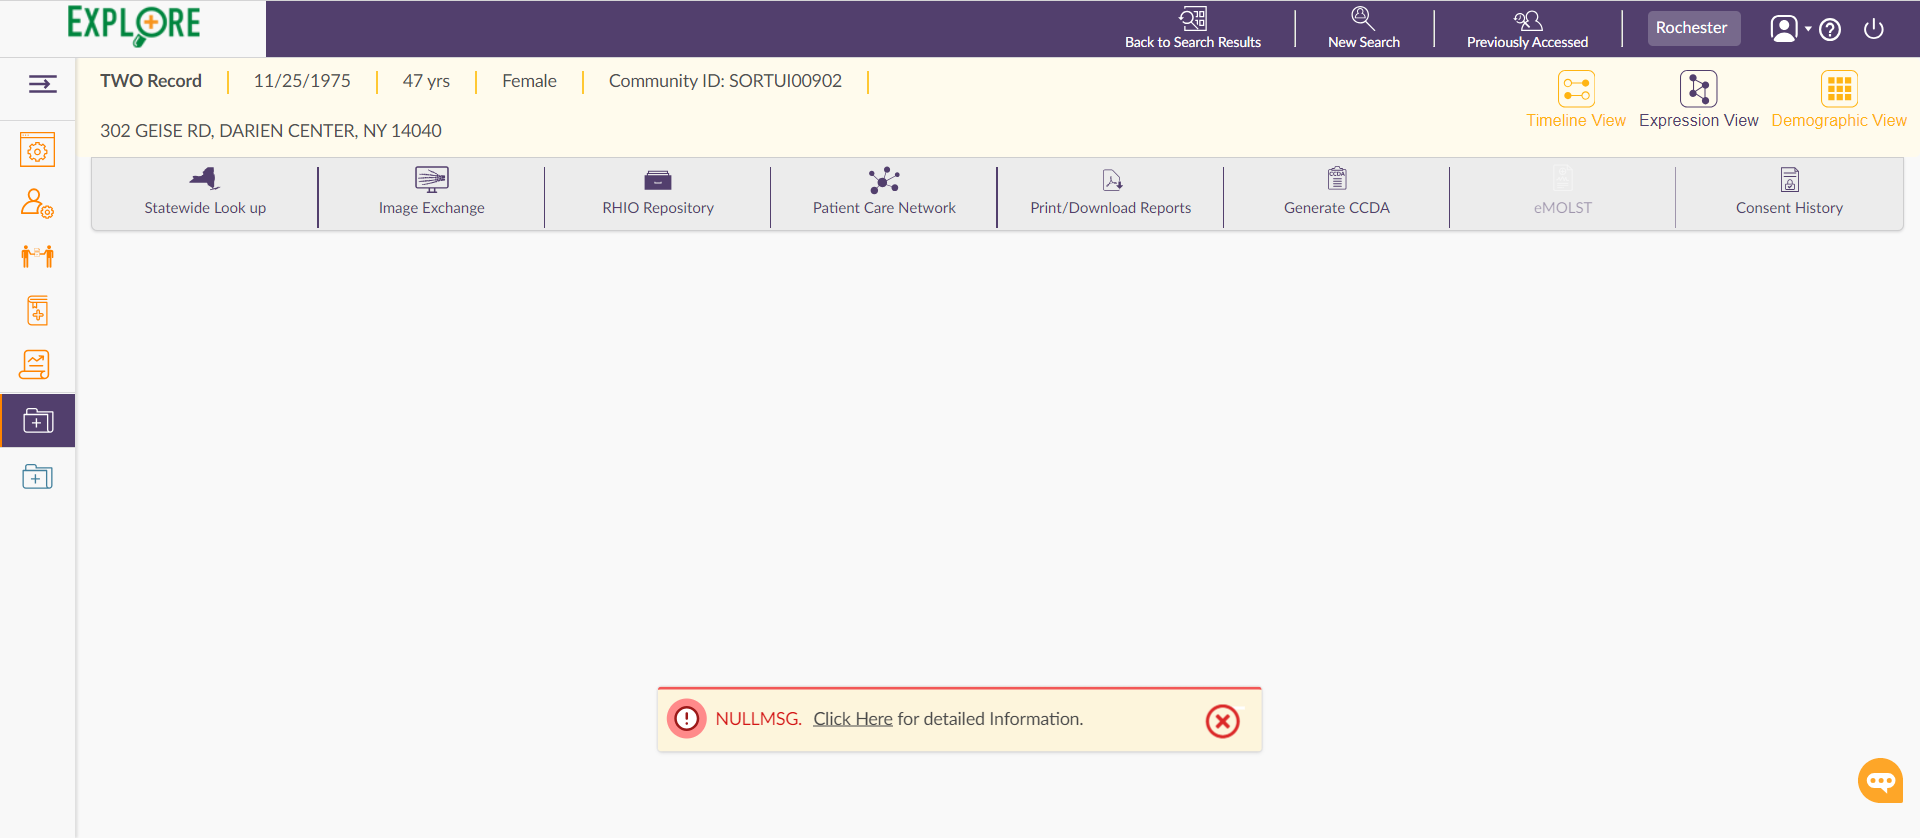 EXPLORE
Back to Search Results
New Search
Previously Accessed
Rochester
TWO Record
11/25/1975
47 yrs
Female
Community ID: SORTUI00902
302 GEISE RD, DARIEN CENTER, NY 14040
Timeline View
Expression View
Demographic View
Statewide Look up
Image Exchange
RHIO Repository
Patient Care Network
Print/Download Reports
CCDA
Generate CCDA
eMOLST
Consent History
NULLMSG. Click Here for detailed Information.